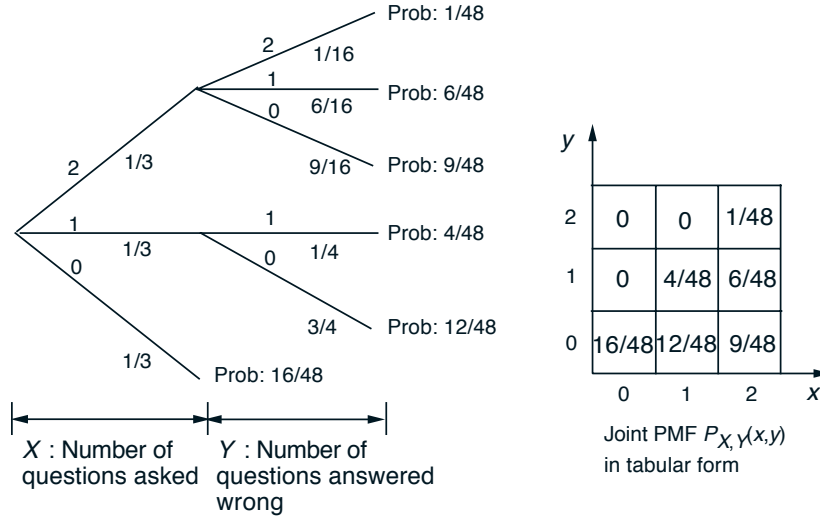 Prob: 1/48
2
1/16
1
Prob: 6/48
6/16
0
9/16
Prob: 9/48
2
1/3
1
1/3
1
Prob: 4/48
1/4
0
3/4
Prob: 12/48
0
1/3
Prob: 16/48
X : Number of
questions asked
Y : Number of
questions answered
wrong
y
2 0 0 1/48
1 0 4/48 6/48
0 16/48 12/48 9/48
0 1 2 x
Joint PMF P_{X,Y}(x,y)
in tabular form